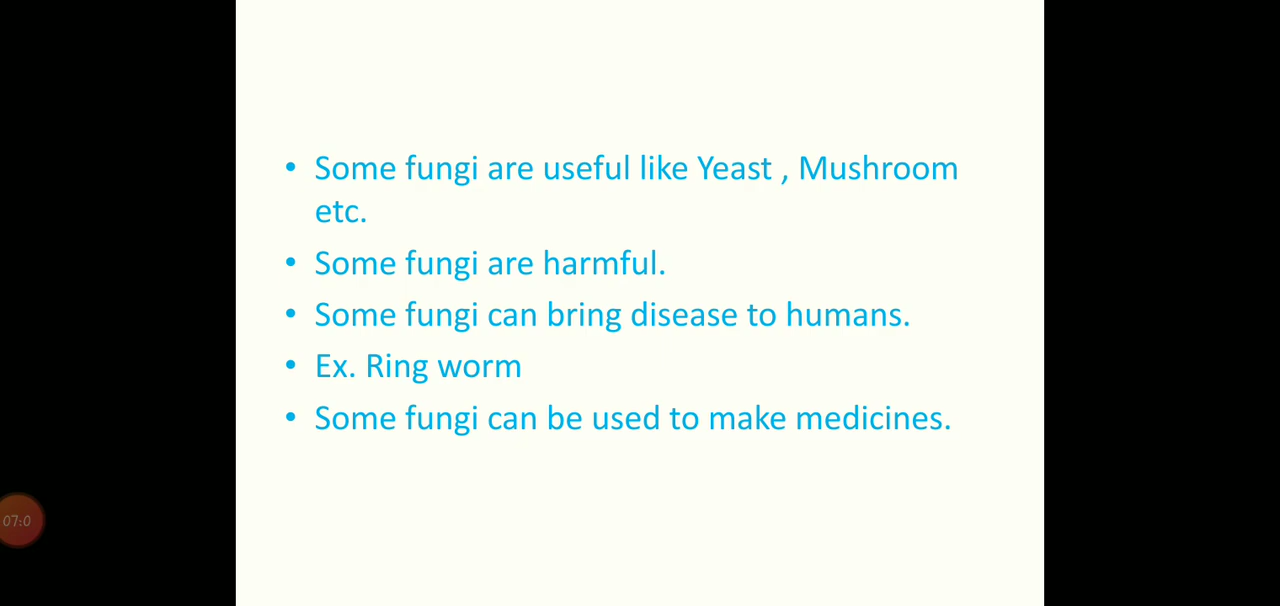 • Some fungi are useful like Yeast , Mushroom
etc.
• Some fungi are harmful.
• Some fungi can bring disease to humans.
• Ex. Ring worm
• Some fungi can be used to make medicines.
07:0